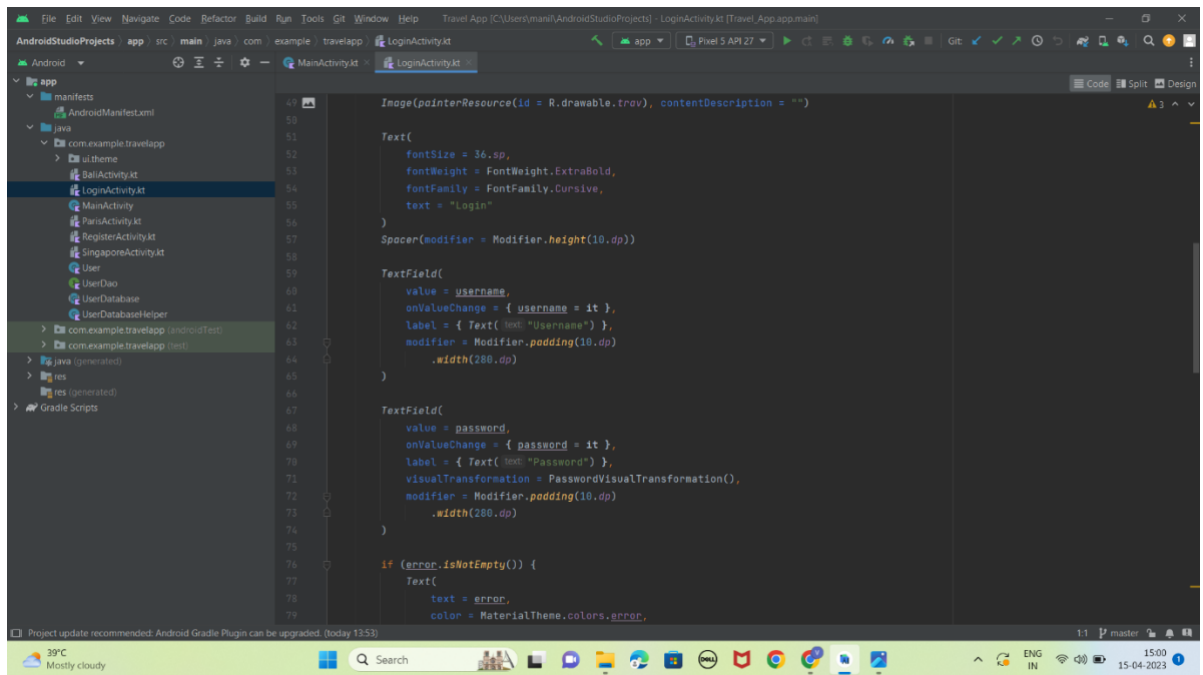 File Edit View Navigate Code Refactor Build Run Tools Git Window Help Travel App [C:\Users\manil\AndroidStudioProjects] - LoginActivity.kt [Travel_App.app.main]
AndroidStudioProjects app src main java com example travelapp LoginActivity.kt app Pixel 5 API 27 Git:
Android MainActivity.kt LoginActivity.kt
Code Split Design
app
manifests
AndroidManifest.xml
java
com.example.travelapp
ui.theme
BaliActivity.kt
LoginActivity.kt
MainActivity
ParisActivity.kt
RegisterActivity.kt
SingaporeActivity.kt
User
UserDao
UserDatabase
UserDatabaseHelper
com.example.travelapp (androidTest)
com.example.travelapp (test)
java (generated)
res
res (generated)
Gradle Scripts
3
49 Image(painterResource(id = R.drawable.trav), contentDescription = "")
50
51 Text(
52 fontSize = 36.sp,
53 fontWeight = FontWeight.ExtraBold,
54 fontFamily = FontFamily.Cursive,
55 text = "Login"
56 )
57 Spacer(modifier = Modifier.height(10.dp))
58
59 TextField(
60 value = username,
61 onValueChange = { username = it },
62 label = { Text( text: "Username") },
63 modifier = Modifier.padding(10.dp)
64 .width(280.dp)
65 )
66
67 TextField(
68 value = password,
69 onValueChange = { password = it },
70 label = { Text( text: "Password") },
71 visualTransformation = PasswordVisualTransformation(),
72 modifier = Modifier.padding(10.dp)
73 .width(280.dp)
74 )
75
76 if (error.isNotEmpty()) {
77 Text(
78 text = error,
79 color = MaterialTheme.colors.error,
Project update recommended: Android Gradle Plugin can be upgraded. (today 13:53) 1:1 master
39°C
Mostly cloudy
Search
DELL
ENG
IN
15:00
15-04-2023
1